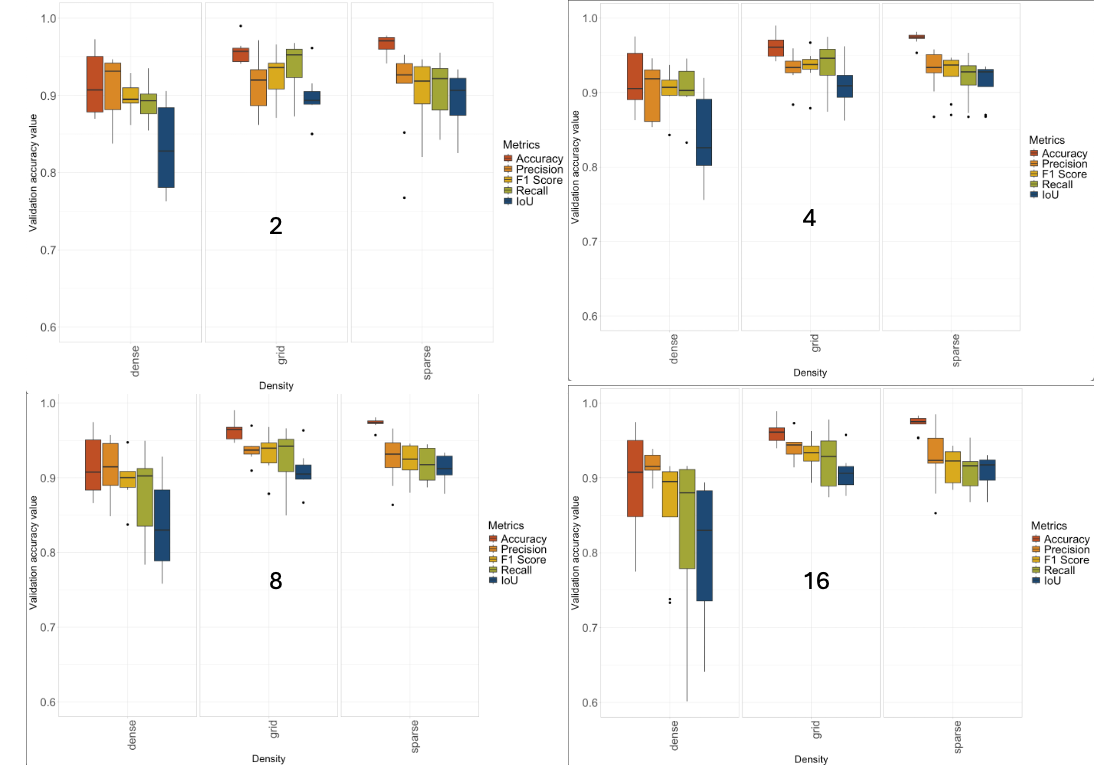 1.0
0.9
0.8
0.7
0.6
Validation accuracy value
2
dense
grid
sparse
Density
Metrics
Accuracy
Precision
F1 Score
Recall
IoU
1.0
0.9
0.8
0.7
0.6
Validation accuracy value
4
dense
grid
sparse
Density
Metrics
Accuracy
Precision
F1 Score
Recall
IoU
1.0
0.9
0.8
0.7
0.6
Validation accuracy value
8
dense
grid
sparse
Density
Metrics
Accuracy
Precision
F1 Score
Recall
IoU
1.0
0.9
0.8
0.7
0.6
Validation accuracy value
16
dense
grid
sparse
Density
Metrics
Accuracy
Precision
F1 Score
Recall
IoU